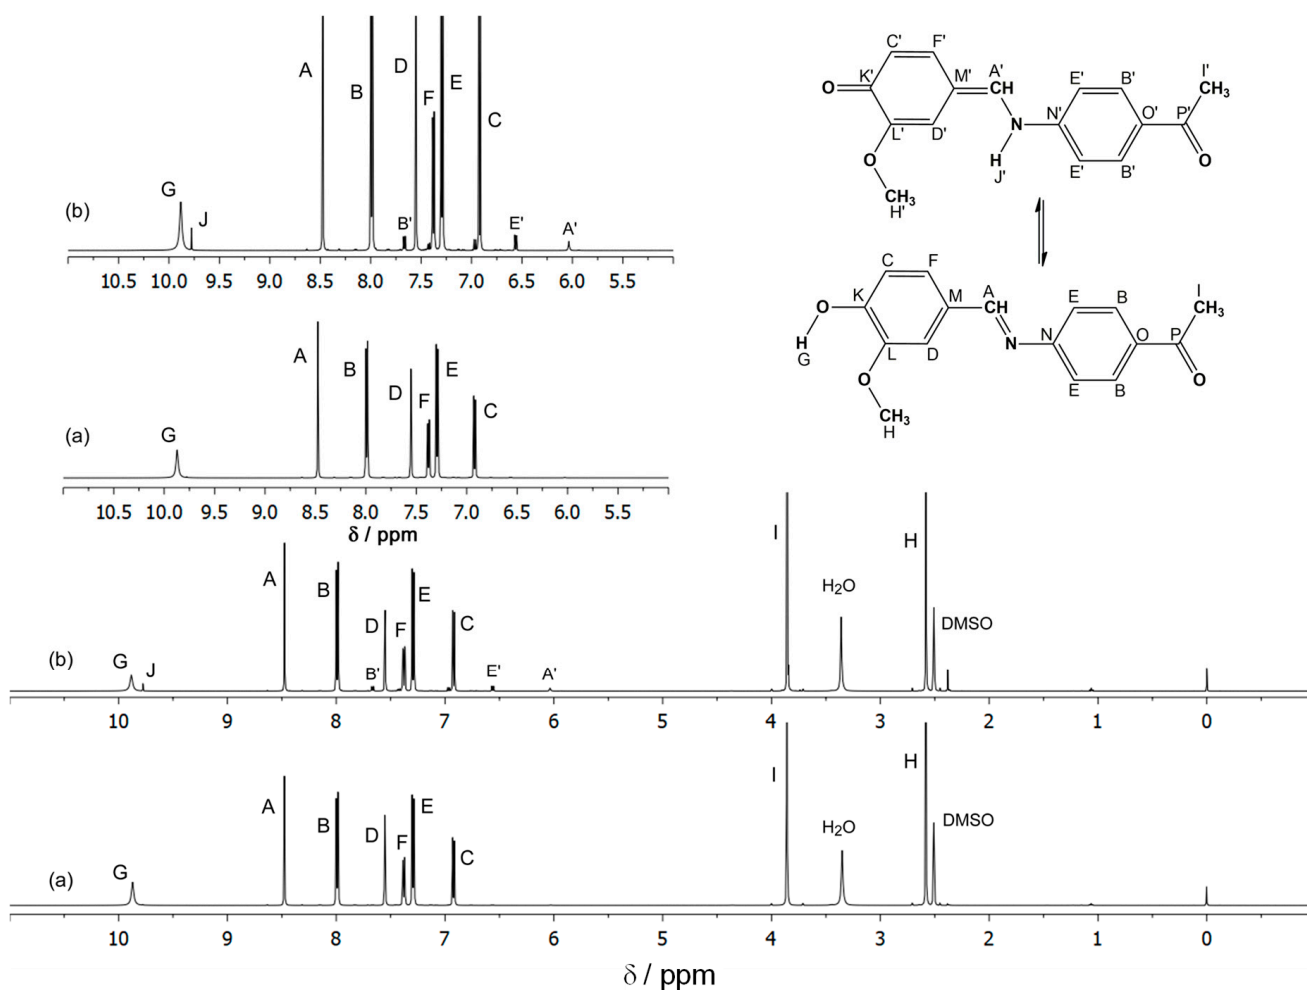 A
B
D
F
E
C
G
J
B'
E'
A'
(b)
10.5 10.0 9.5 9.0 8.5 8.0 7.5 7.0 6.5 6.0 5.5
C' F'
K' M' A' E' B' I'
O CH3
L' D' N N' O' P'
O H E' B' O
J'
CH3
H'
C F
K M A E B I
O CH3
H L D N N O P
G O E B O
CH3
H
A
B
D
F
E
C
G
(a)
10.5 10.0 9.5 9.0 8.5 8.0 7.5 7.0 6.5 6.0 5.5
δ / ppm
A
B
D
F
E
C
I
H2O
H
DMSO
(b)
G
J
B'
E'
A'
10 9 8 7 6 5 4 3 2 1 0
A
B
D
F
E
C
I
H2O
H
DMSO
(a)
G
10 9 8 7 6 5 4 3 2 1 0
δ / ppm